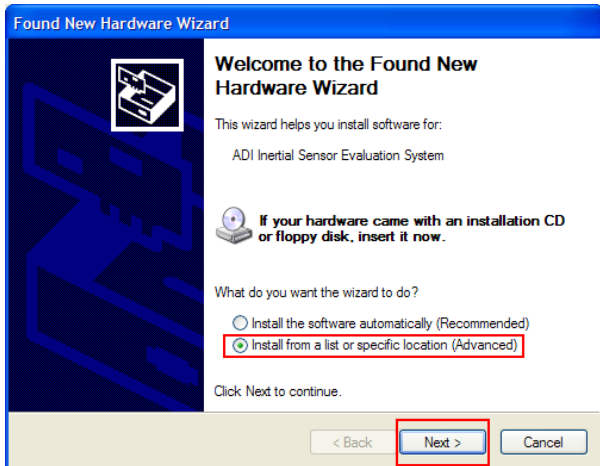 Found New Hardware Wizard
Welcome to the Found New
Hardware Wizard
This wizard helps you install software for:
ADI Inertial Sensor Evaluation System
If your hardware came with an installation CD
or floppy disk, insert it now.
What do you want the wizard to do?
Install the software automatically (Recommended)
Install from a list or specific location (Advanced)
Click Next to continue.
< Back Next > Cancel